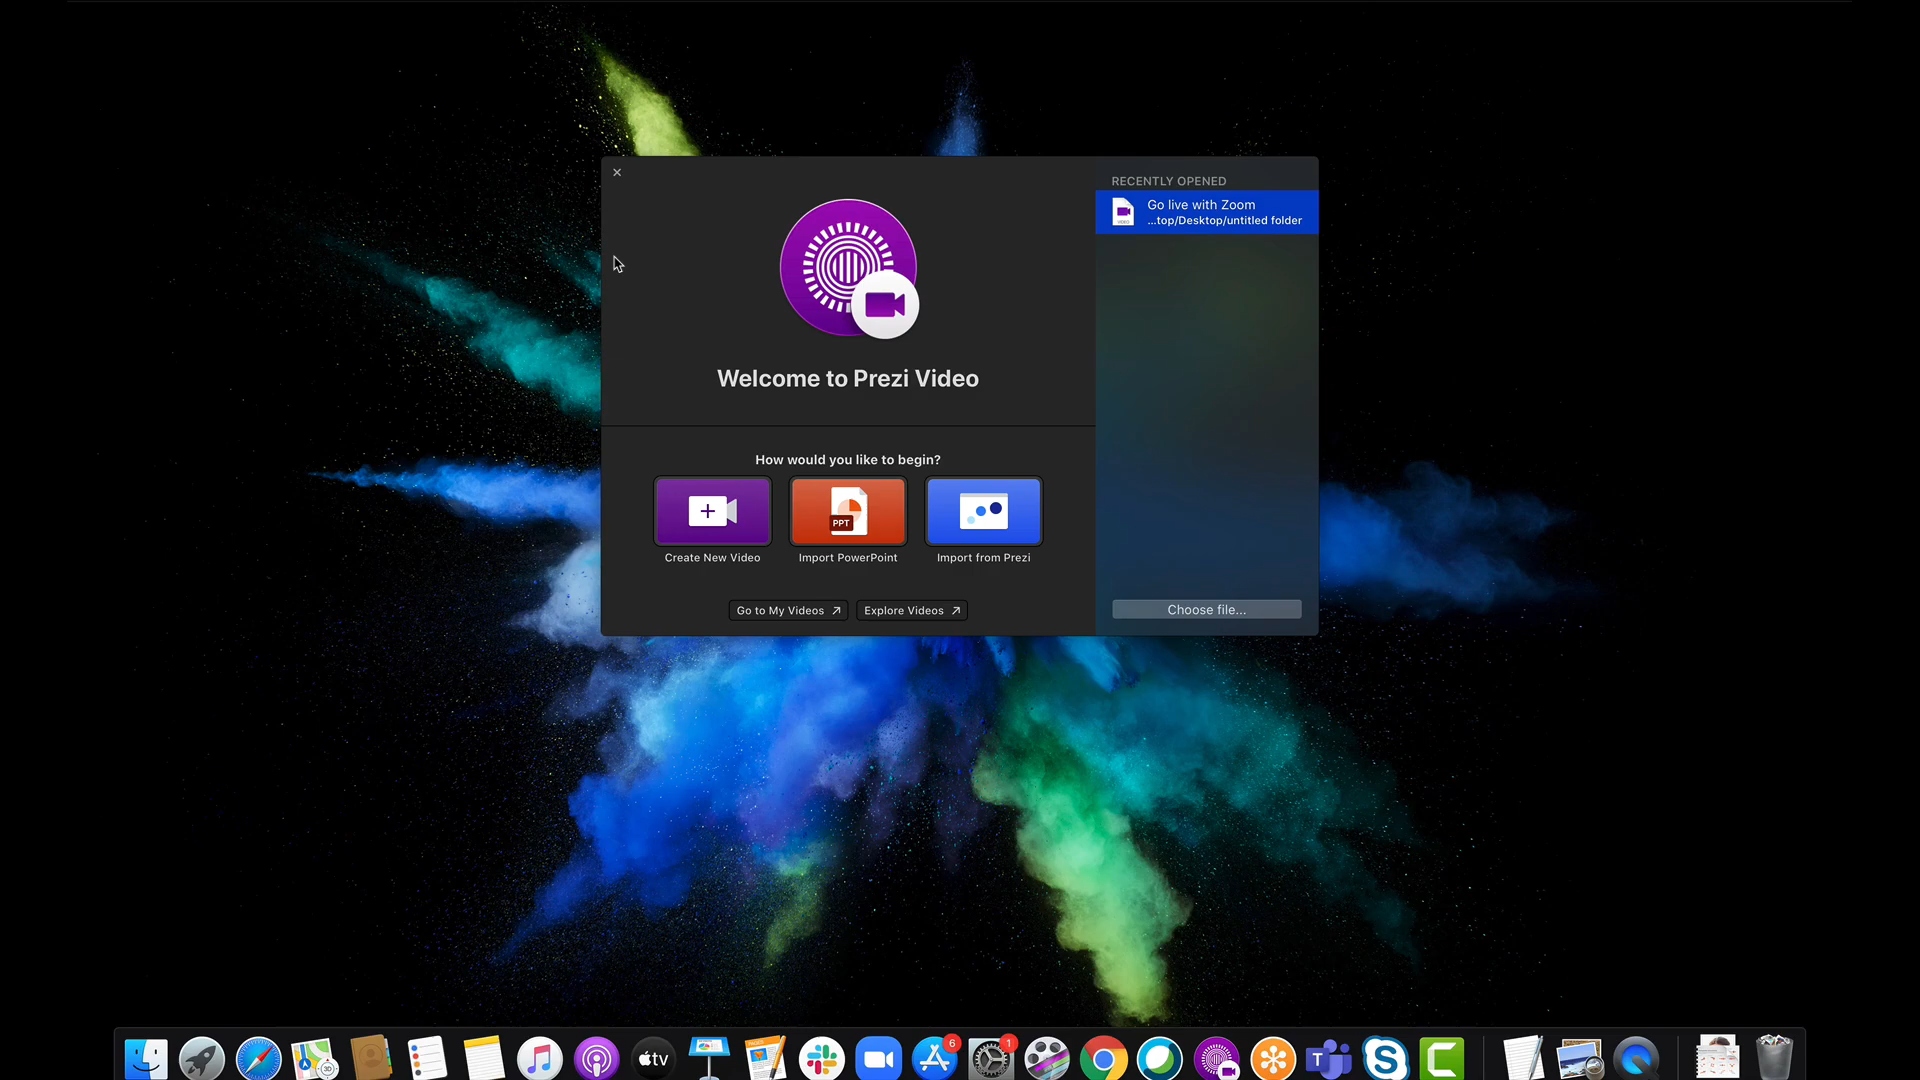 RECENTLY OPENED
Go live with Zoom
...top/Desktop/untitled folder
VIDEO
Welcome to Prezi Video
How would you like to begin?
PPT
Create New Video
Import PowerPoint
Import from Prezi
Go to My Videos
Explore Videos
Choose file...
3D
tv
6
1
T
S
C